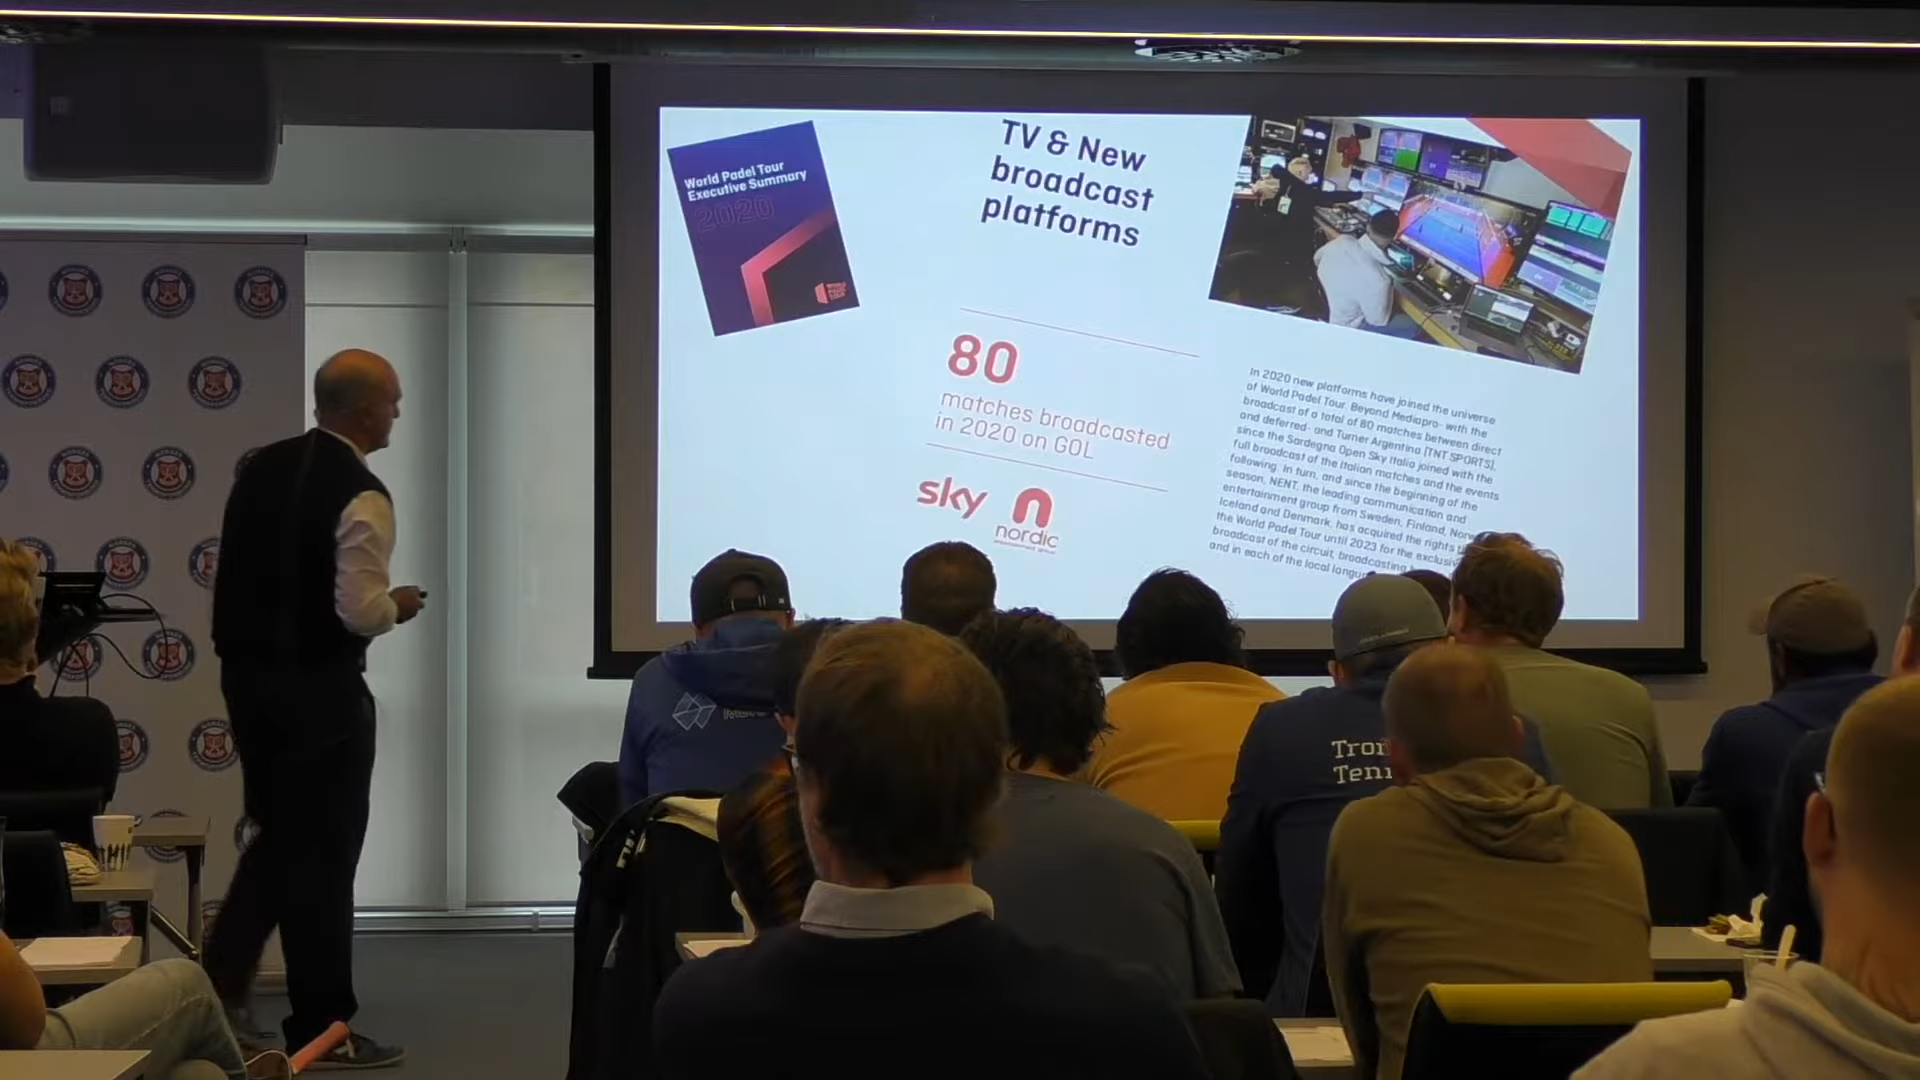 World Padel Tour
Executive Summary
2020
WORLD
PADEL
TOUR
TV & New
broadcast
platforms
80
matches broadcasted
in 2020 on GOL
sky
nordic
entertainment group
In 2020 new platforms have joined the universe
of World Padel Tour. Beyond Mediapro- with the
broadcast of a total of 80 matches between direct
and deferred- and Turner Argentina (TNT SPORTS),
since the Sardegna Open Sky Italia joined with the
full broadcast of the Italian matches and the events
following. In turn, and since the beginning of the
season, NENT, the leading communication and
entertainment group from Sweden, Finland, Norw
Iceland and Denmark, has acquired the rights
the World Padel Tour until 2023 for the exclusiv
broadcast of the circuit, broadcasting
and in each of the local langu
Tro
Tenn